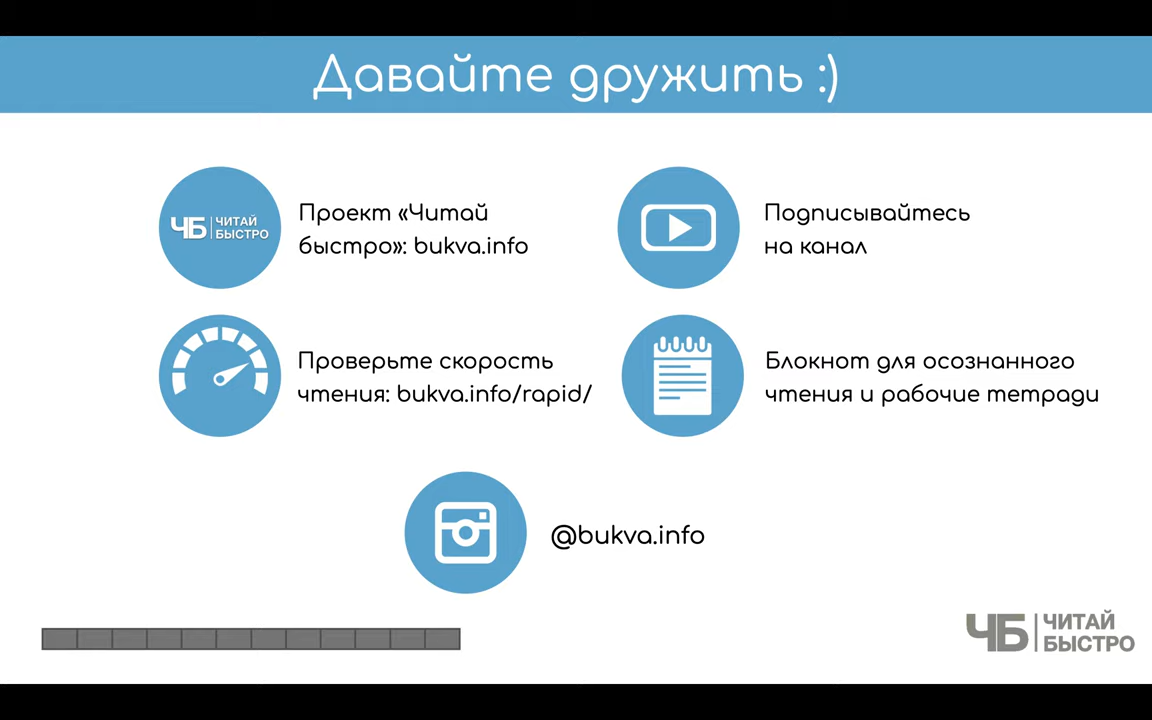 Давайте дружить :)
ЧБ ЧИТАЙ
БЫСТРО
Проект «Читай
быстро»: bukva.info
Подписывайтесь
на канал
Проверьте скорость
чтения: bukva.info/rapid/
Блокнот для осознанного
чтения и рабочие тетради
@bukva.info
ЧБ ЧИТАЙ
БЫСТРО